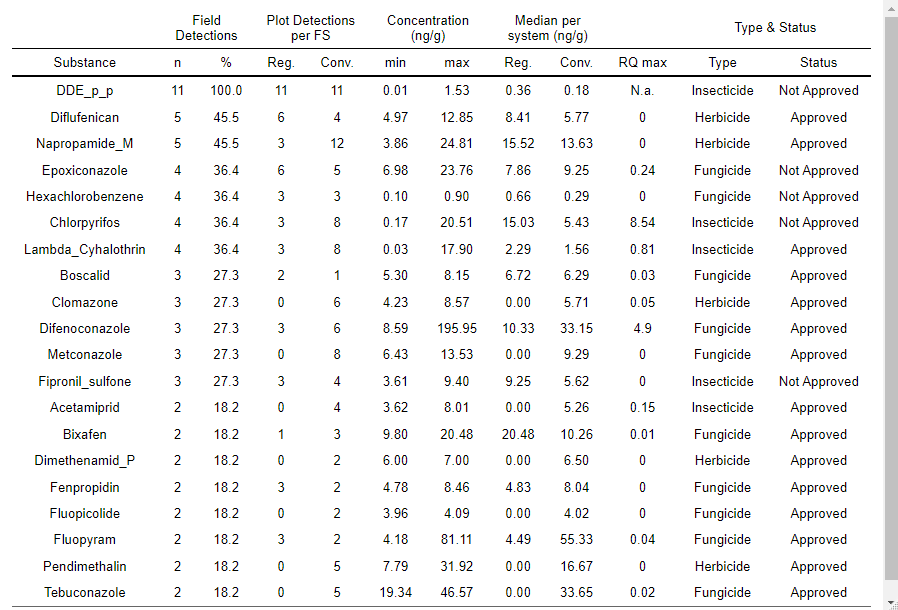 Field Plot Detections Concentration Median per
Detections per FS (ng/g) system (ng/g) Type & Status
Substance n % Reg. Conv. min max Reg. Conv. RQ max Type Status
DDE_p_p 11 100.0 11 11 0.01 1.53 0.36 0.18 N.a. Insecticide Not Approved
Diflufenican 5 45.5 6 4 4.97 12.85 8.41 5.77 0 Herbicide Approved
Napropamide_M 5 45.5 3 12 3.86 24.81 15.52 13.63 0 Herbicide Approved
Epoxiconazole 4 36.4 6 5 6.98 23.76 7.86 9.25 0.24 Fungicide Not Approved
Hexachlorobenzene 4 36.4 3 3 0.10 0.90 0.66 0.29 0 Fungicide Not Approved
Chlorpyrifos 4 36.4 3 8 0.17 20.51 15.03 5.43 8.54 Insecticide Not Approved
Lambda_Cyhalothrin 4 36.4 3 8 0.03 17.90 2.29 1.56 0.81 Insecticide Approved
Boscalid 3 27.3 2 1 5.30 8.15 6.72 6.29 0.03 Fungicide Approved
Clomazone 3 27.3 0 6 4.23 8.57 0.00 5.71 0.05 Herbicide Approved
Difenoconazole 3 27.3 3 6 8.59 195.95 10.33 33.15 4.9 Fungicide Approved
Metconazole 3 27.3 0 8 6.43 13.53 0.00 9.29 0 Fungicide Approved
Fipronil_sulfone 3 27.3 3 4 3.61 9.40 9.25 5.62 0 Insecticide Not Approved
Acetamiprid 2 18.2 0 4 3.62 8.01 0.00 5.26 0.15 Insecticide Approved
Bixafen 2 18.2 1 3 9.80 20.48 20.48 10.26 0.01 Fungicide Approved
Dimethenamid_P 2 18.2 0 2 6.00 7.00 0.00 6.50 0 Herbicide Approved
Fenpropidin 2 18.2 3 2 4.78 8.46 4.83 8.04 0 Fungicide Approved
Fluopicolide 2 18.2 0 2 3.96 4.09 0.00 4.02 0 Fungicide Approved
Fluopyram 2 18.2 3 2 4.18 81.11 4.49 55.33 0.04 Fungicide Approved
Pendimethalin 2 18.2 0 5 7.79 31.92 0.00 16.67 0 Herbicide Approved
Tebuconazole 2 18.2 0 5 19.34 46.57 0.00 33.65 0.02 Fungicide Approved